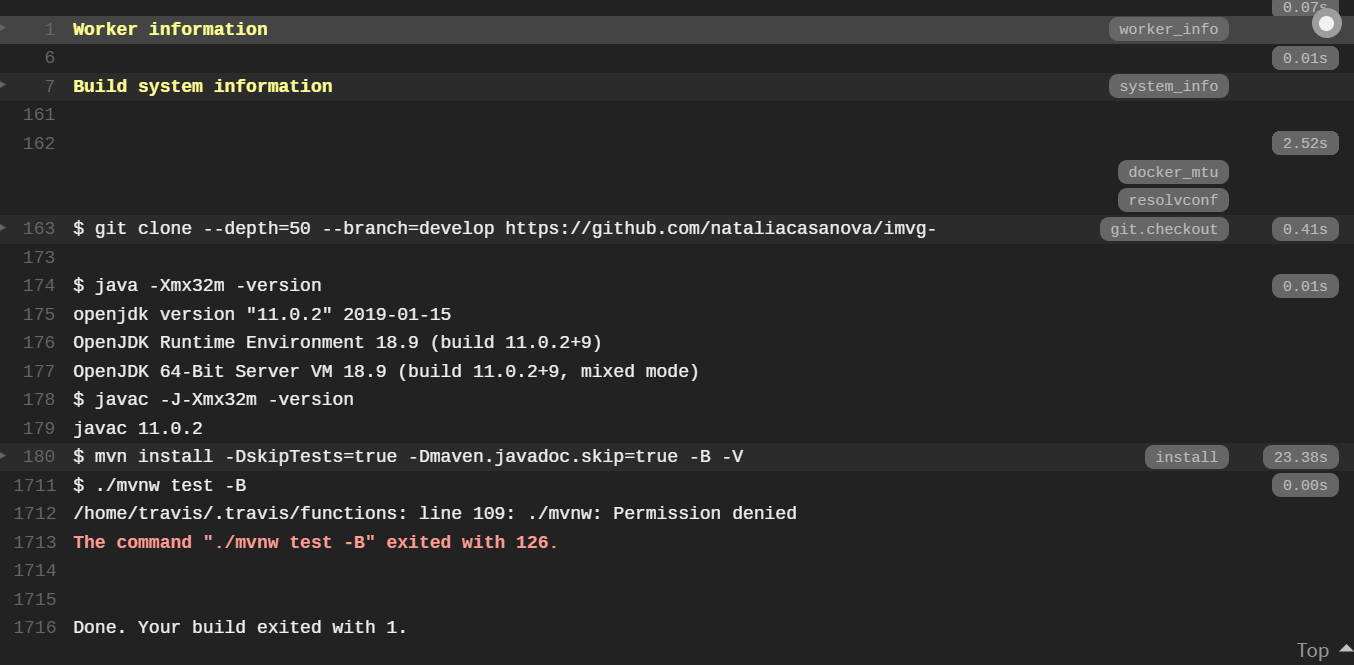 0.07s
1 Worker information worker_info
6 0.01s
7 Build system information system_info
161
162 2.52s
docker_mtu
resolvconf
163 $ git clone --depth=50 --branch=develop https://github.com/nataliacasanova/imvg- git.checkout 0.41s
173
174 $ java -Xmx32m -version 0.01s
175 openjdk version "11.0.2" 2019-01-15
176 OpenJDK Runtime Environment 18.9 (build 11.0.2+9)
177 OpenJDK 64-Bit Server VM 18.9 (build 11.0.2+9, mixed mode)
178 $ javac -J-Xmx32m -version
179 javac 11.0.2
180 $ mvn install -DskipTests=true -Dmaven.javadoc.skip=true -B -V install 23.38s
1711 $ ./mvnw test -B 0.00s
1712 /home/travis/.travis/functions: line 109: ./mvnw: Permission denied
1713 The command "./mvnw test -B" exited with 126.
1714
1715
1716 Done. Your build exited with 1.
Top